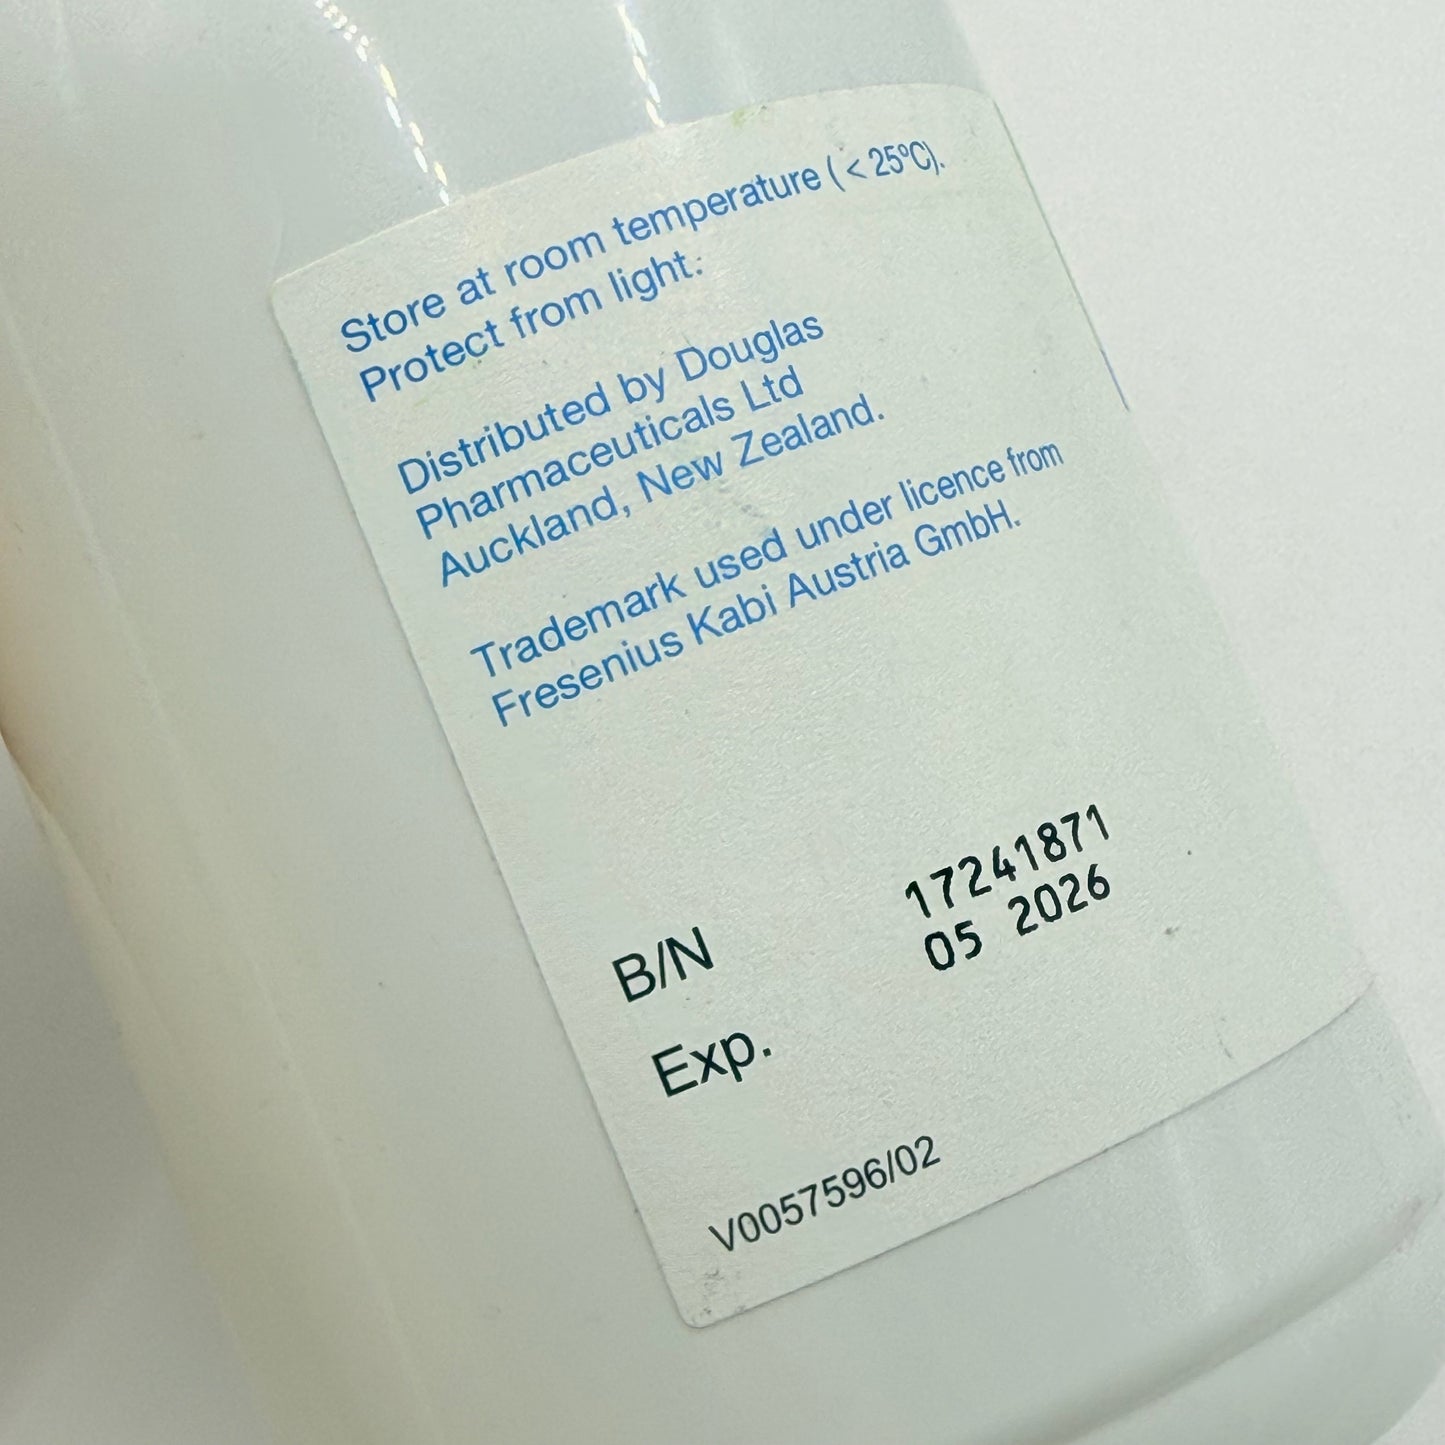 Store at room temperature ( < 25°C).
Protect from light:
Distributed by Douglas
Pharmaceuticals Ltd
Auckland, New Zealand.
Trademark used under licence from
Fresenius Kabi Austria GmbH.
B/N 17241871
Exp. 05 2026
V0057596/02